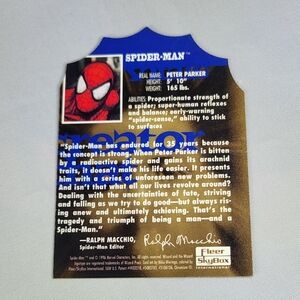 SPIDER-MAN™
REAL NAME: PETER PARKER
HEIGHT: 5' 10"
WEIGHT: 165 lbs.
ABILITIES: Proportionate strength of
a spider; super-human reflexes
and balance; early-warning
"spider-sense," ability to stick
to surfaces
"Spider-Man has endured for 35 years because
the concept is strong. When Peter Parker is bitten
by a radioactive spider and gains its arachnid
traits, it doesn't make his life easier. It presents
him with a series of unforeseen new problems.
And isn't that what all our lives revolve around?
Dealing with the uncertainties of fate, striving
and failing as we try to do good—but always ris-
ing anew and ultimately, changed. That's the
tragedy and triumph of being a man—and a
Spider-Man."
—RALPH MACCHIO,
Spider-Man Editor
Ralph Macchio
Fleer
SkyBox
International